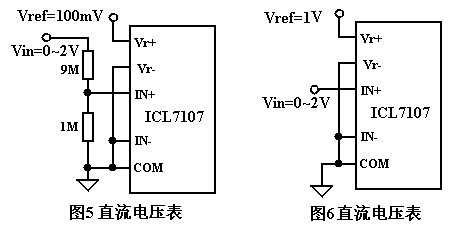 Vref=100mV
Vin=0~2V
9M
1M
Vr+
Vr-
IN+
ICL7107
IN-
COM
图5 直流电压表
Vref=1V
Vin=0~2V
Vr+
Vr-
IN+
ICL7107
IN-
COM
图6 直流电压表